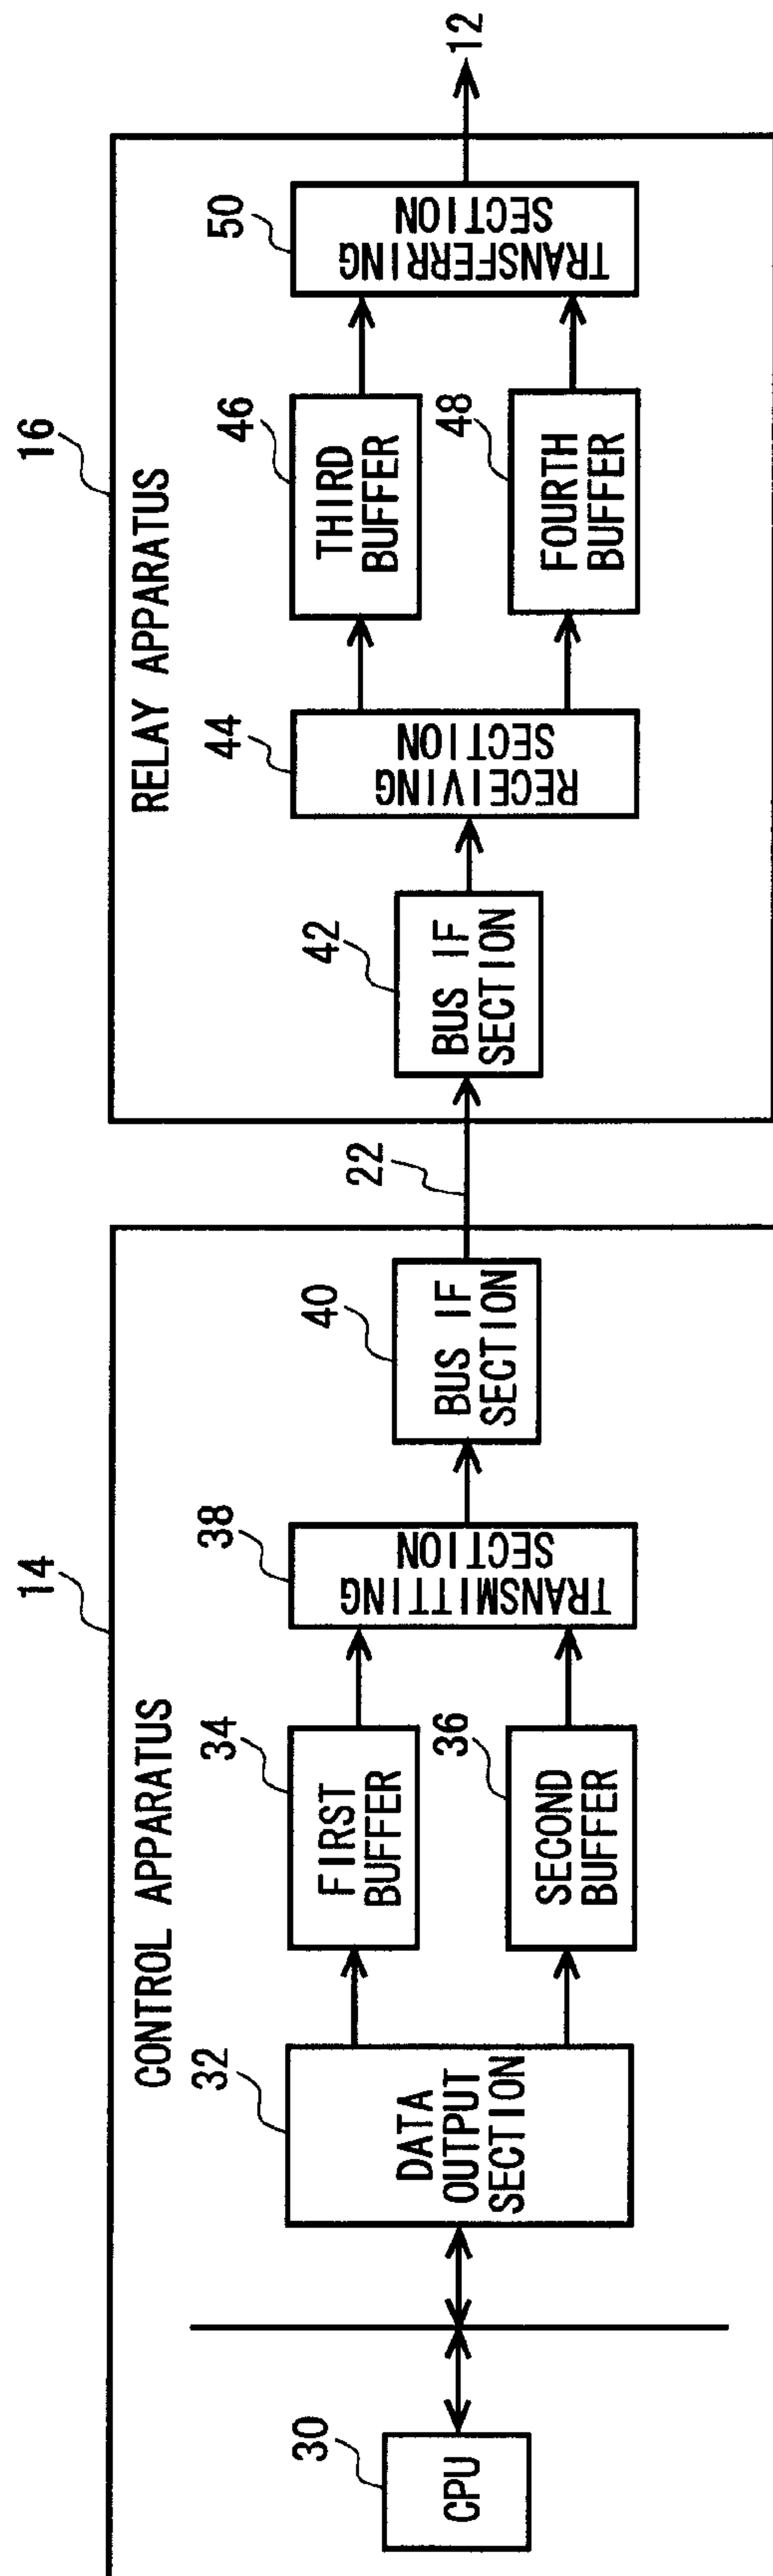 14
CONTROL APPARATUS
30
CPU
32
DATA
OUTPUT
SECTION
34
FIRST
BUFFER
36
SECOND
BUFFER
38
TRANSMITTING
SECTION
40
BUS IF
SECTION
22
16
RELAY APPARATUS
42
BUS IF
SECTION
44
RECEIVING
SECTION
46
THIRD
BUFFER
48
FOURTH
BUFFER
50
TRANSFERRING
SECTION
12